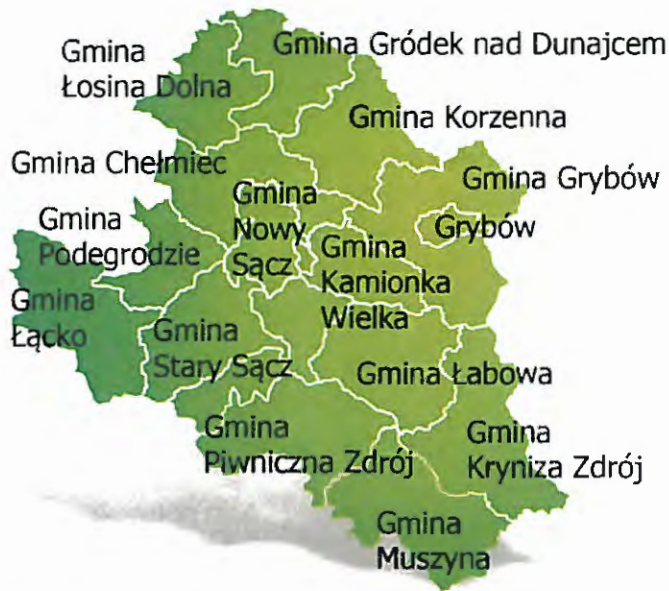 Gmina
Łosina Dolna
Gmina Gródek nad Dunajcem
Gmina Korzenna
Gmina Chełmiec
Gmina Grybów
Gmina
Nowy
Sącz
Grybów
Gmina
Podegrodzie
Gmina
Kamionka
Wielka
Gmina
Łącko
Gmina
Stary Sącz
Gmina Łabowa
Gmina
Piwniczna Zdrój
Gmina
Kryniza Zdrój
Gmina
Muszyna